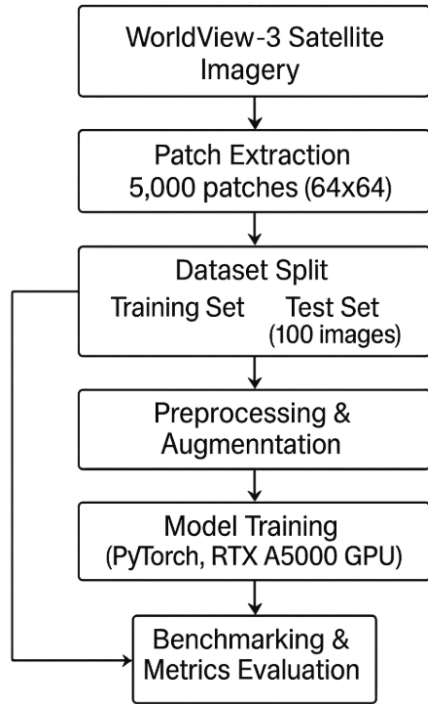 WorldView-3 Satellite
Imagery
Patch Extraction
5,000 patches (64x64)
Dataset Split
Training Set Test Set
(100 images)
Preprocessing &
Augmenntation
Model Training
(PyTorch, RTX A5000 GPU)
Benchmarking &
Metrics Evaluation